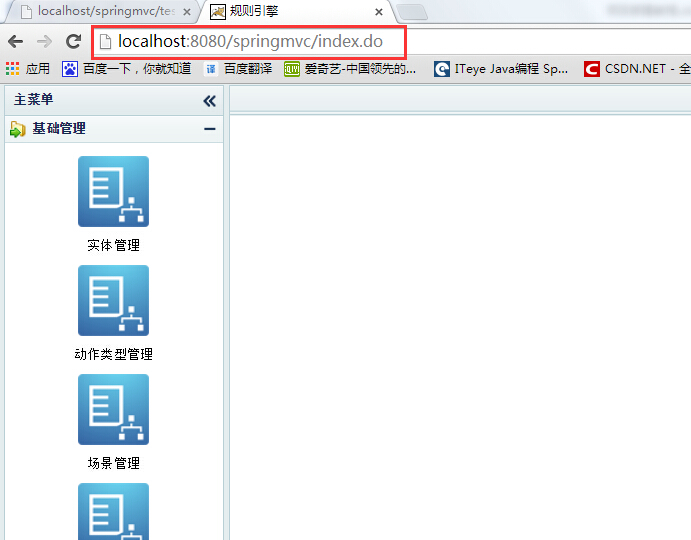 localhost/springmvc/tes
规则引擎
localhost:8080/springmvc/index.do
应用 百度一下，你就知道 译 百度翻译 爱奇艺-中国领先的... ITeye Java编程 Sp... CSDN.NET - 全
主菜单
基础管理
实体管理
动作类型管理
场景管理